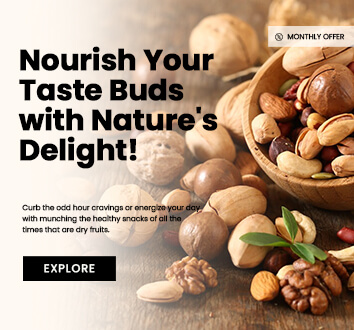 MONTHLY OFFER
Nourish Your
Taste Buds
with Nature's
Delight!
Curb the odd hour cravings or energize your day
with munching the healthy snacks of all the
times that are dry fruits.
EXPLORE